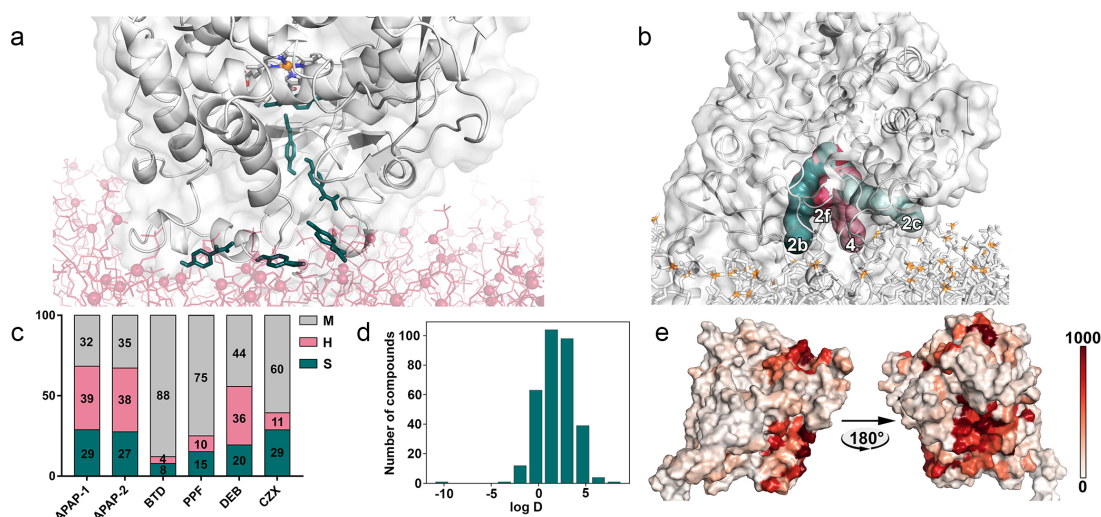 a
b
2f
2c
2b
4
c
100
50
0
32
39
29
35
38
27
88
4
8
75
10
15
44
36
20
60
11
29
M
H
S
APAP-1
APAP-2
BTD
PPF
DEB
CZX
d
Number of compounds
100
80
60
40
20
0
-10
-5
0
5
log D
e
180°
1000
0